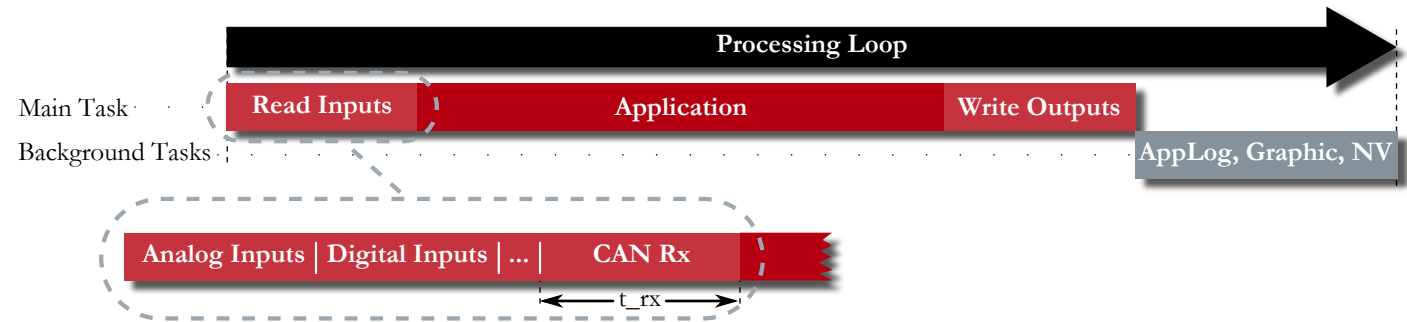 Processing Loop
Main Task
Read Inputs
Application
Write Outputs
Background Tasks
AppLog, Graphic, NV
Analog Inputs | Digital Inputs | ... | CAN Rx
t_rx